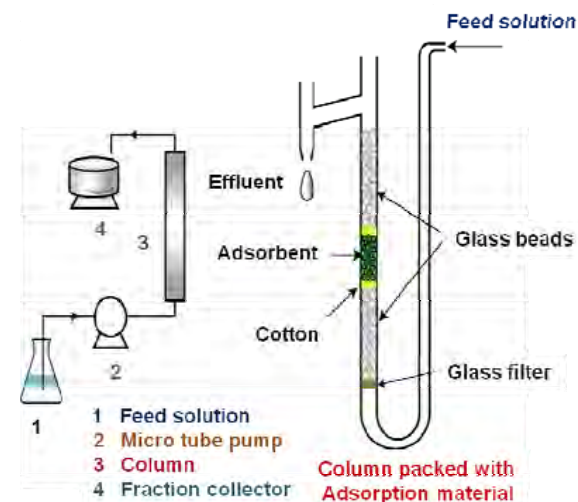 Feed solution
Effluent
Adsorbent
Cotton
Glass beads
Glass filter
4
3
2
1
1 Feed solution
2 Micro tube pump
3 Column
4 Fraction collector
Column packed with
Adsorption material